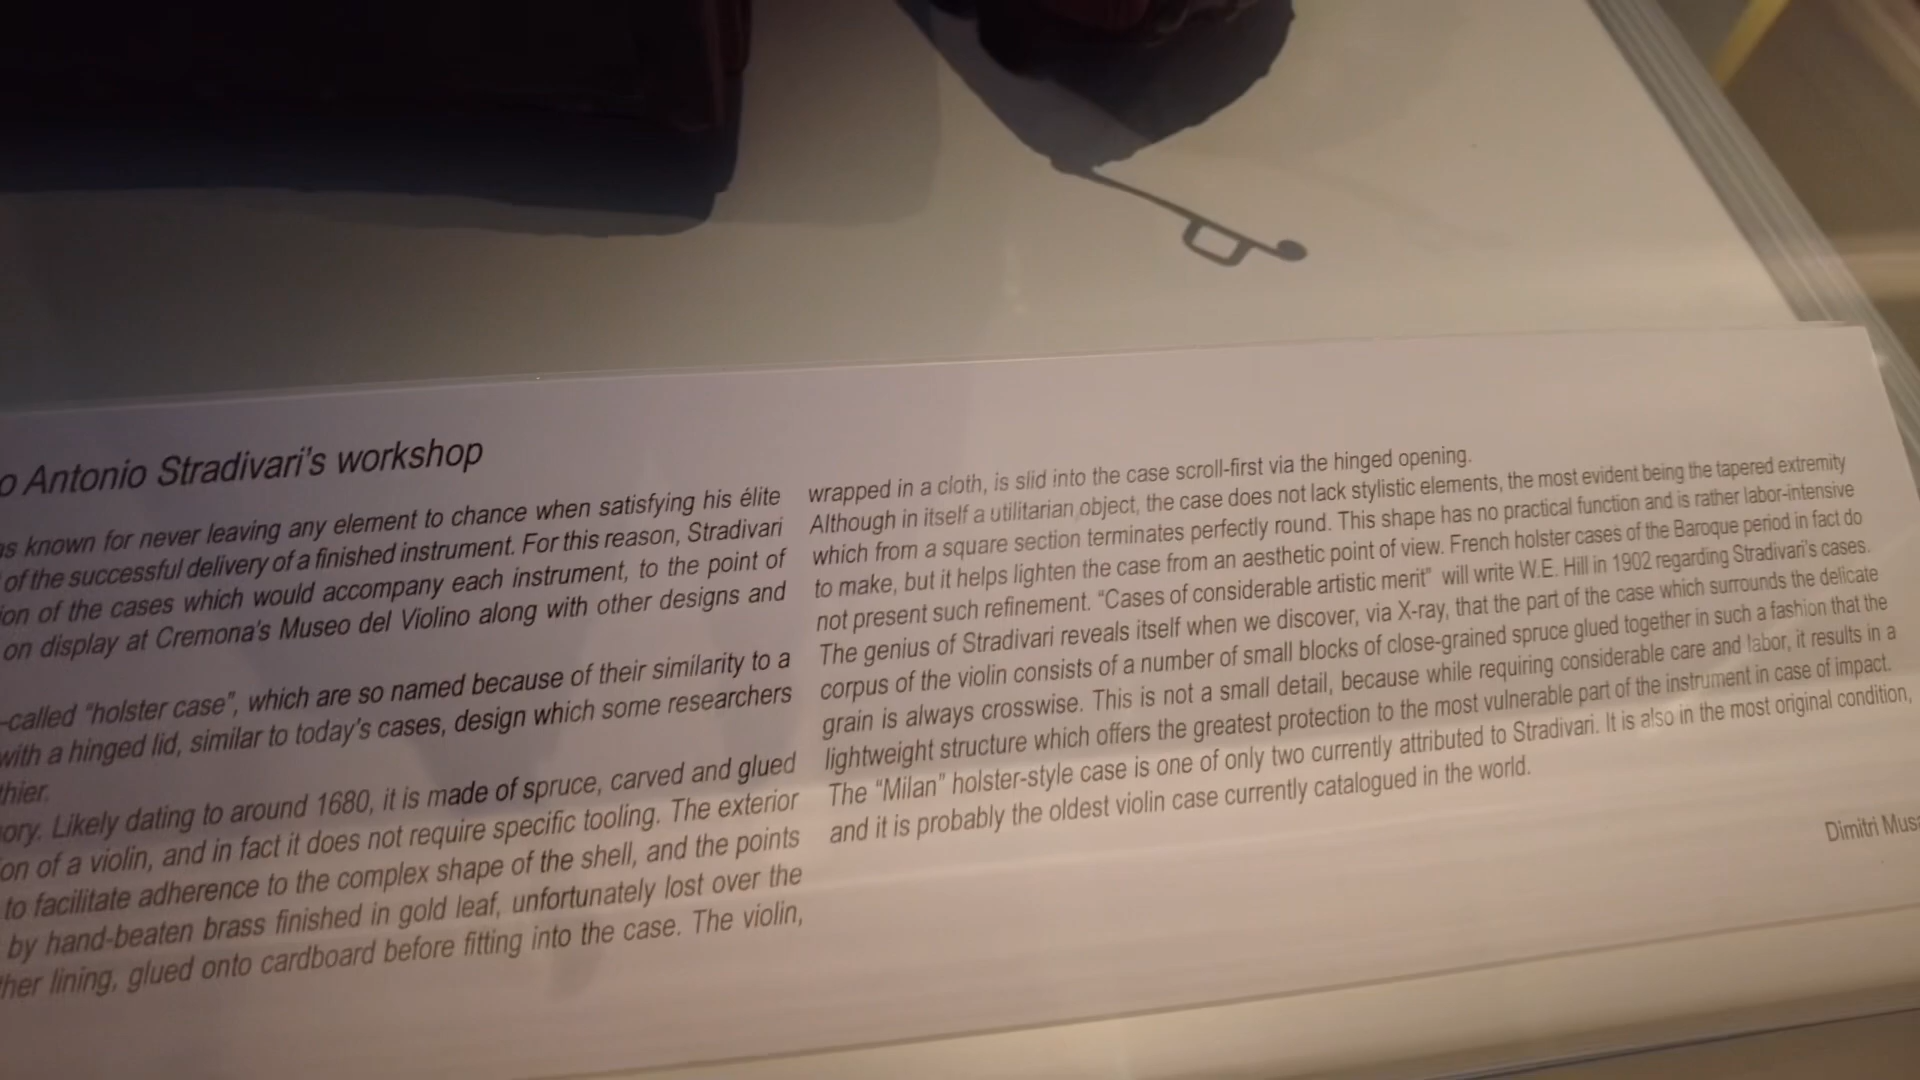 o Antonio Stradivari's workshop
as known for never leaving any element to chance when satisfying his élite
of the successful delivery of a finished instrument. For this reason, Stradivari
ion of the cases which would accompany each instrument, to the point of
on display at Cremona's Museo del Violino along with other designs and
-called "holster case", which are so named because of their similarity to a
with a hinged lid, similar to today's cases, design which some researchers
thier.
ory. Likely dating to around 1680, it is made of spruce, carved and glued
on of a violin, and in fact it does not require specific tooling. The exterior
to facilitate adherence to the complex shape of the shell, and the points
by hand-beaten brass finished in gold leaf, unfortunately lost over the
ther lining, glued onto cardboard before fitting into the case. The violin,
wrapped in a cloth, is slid into the case scroll-first via the hinged opening.
Although in itself a utilitarian object, the case does not lack stylistic elements, the most evident being the tapered extremity
which from a square section terminates perfectly round. This shape has no practical function and is rather labor-intensive
to make, but it helps lighten the case from an aesthetic point of view. French holster cases of the Baroque period in fact do
not present such refinement. "Cases of considerable artistic merit" will write W.E. Hill in 1902 regarding Stradivari's cases.
The genius of Stradivari reveals itself when we discover, via X-ray, that the part of the case which surrounds the delicate
corpus of the violin consists of a number of small blocks of close-grained spruce glued together in such a fashion that the
grain is always crosswise. This is not a small detail, because while requiring considerable care and labor, it results in a
lightweight structure which offers the greatest protection to the most vulnerable part of the instrument in case of impact.
The "Milan" holster-style case is one of only two currently attributed to Stradivari. It is also in the most original condition,
and it is probably the oldest violin case currently catalogued in the world.
Dimitri Musa